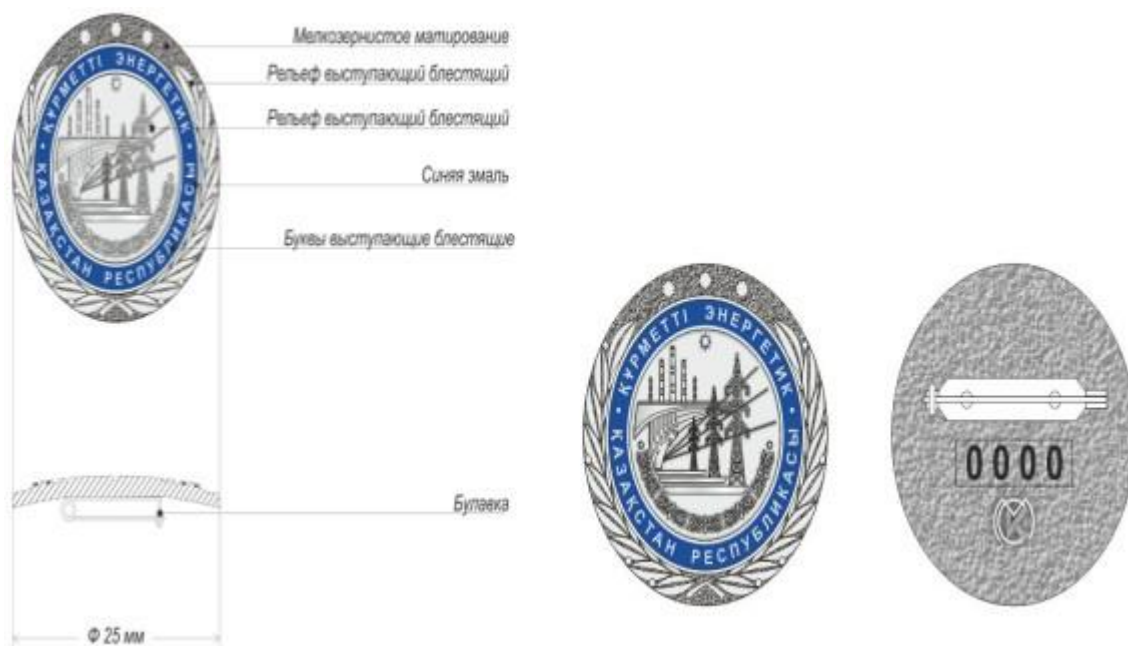 Мелкозернистое матирование
Рельеф выступающий блестящий
Рельеф выступающий блестящий
Синяя эмаль
Буквы выступающие блестящие
ҚҰРМЕТТІ ЭНЕРГЕТИК
• ҚАЗАҚСТАН РЕСПУБЛИКАСЫ •
Булавка
Ф 25 мм
ҚҰРМЕТТІ ЭНЕРГЕТИК
• ҚАЗАҚСТАН РЕСПУБЛИКАСЫ •
0000